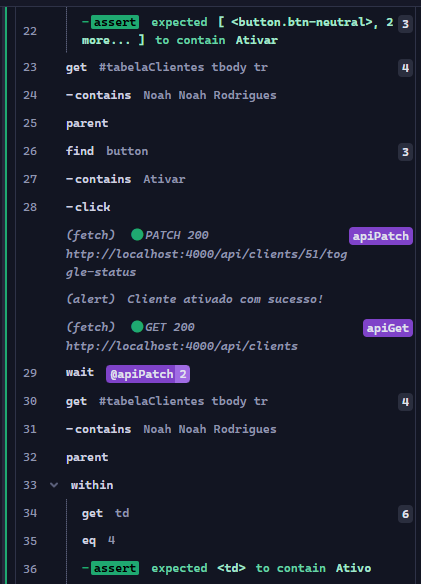 22 -assert expected [ <button.btn-neutral>, 2 3
more... ] to contain Ativar
23 get #tabelaClientes tbody tr 4
24 -contains Noah Noah Rodrigues
25 parent
26 find button 3
27 -contains Ativar
28 -click
(fetch) PATCH 200 apiPatch
http://localhost:4000/api/clients/51/tog
gle-status
(alert) Cliente ativado com sucesso!
(fetch) GET 200 apiGet
http://localhost:4000/api/clients
29 wait @apiPatch 2
30 get #tabelaClientes tbody tr 4
31 -contains Noah Noah Rodrigues
32 parent
33 within
34 get td 6
35 eq 4
36 -assert expected <td> to contain Ativo